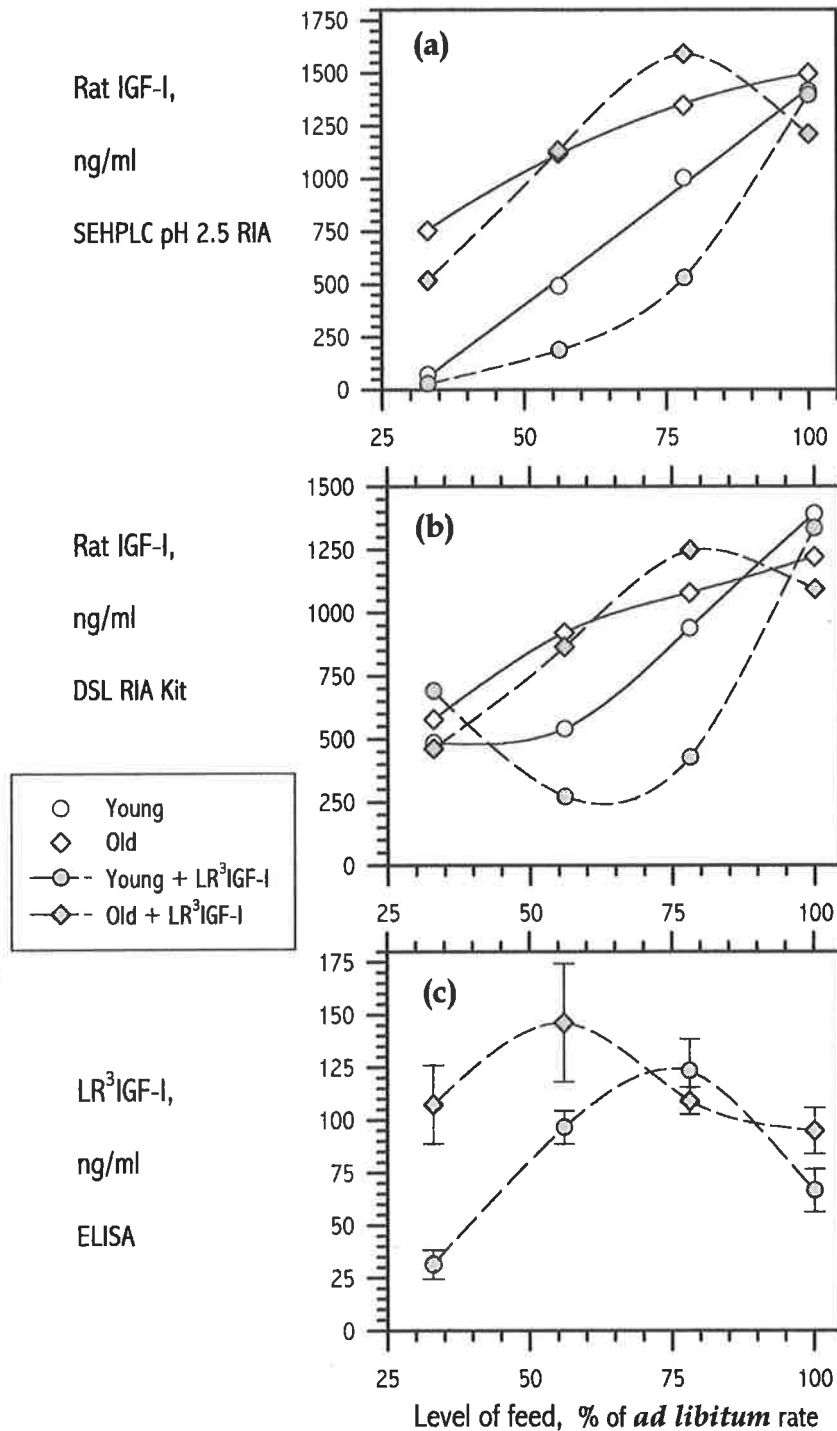 (a)
Rat IGF-I,
ng/ml
SEHPLC pH 2.5 RIA
1750
1500
1250
1000
750
500
250
0
25 50 75 100
(b)
Rat IGF-I,
ng/ml
DSL RIA Kit
1500
1250
1000
750
500
250
0
25 50 75 100
Young
Old
Young + LR³IGF-I
Old + LR³IGF-I
(c)
LR³IGF-I,
ng/ml
ELISA
175
150
125
100
75
50
25
0
25 50 75 100
Level of feed, % of ad libitum rate